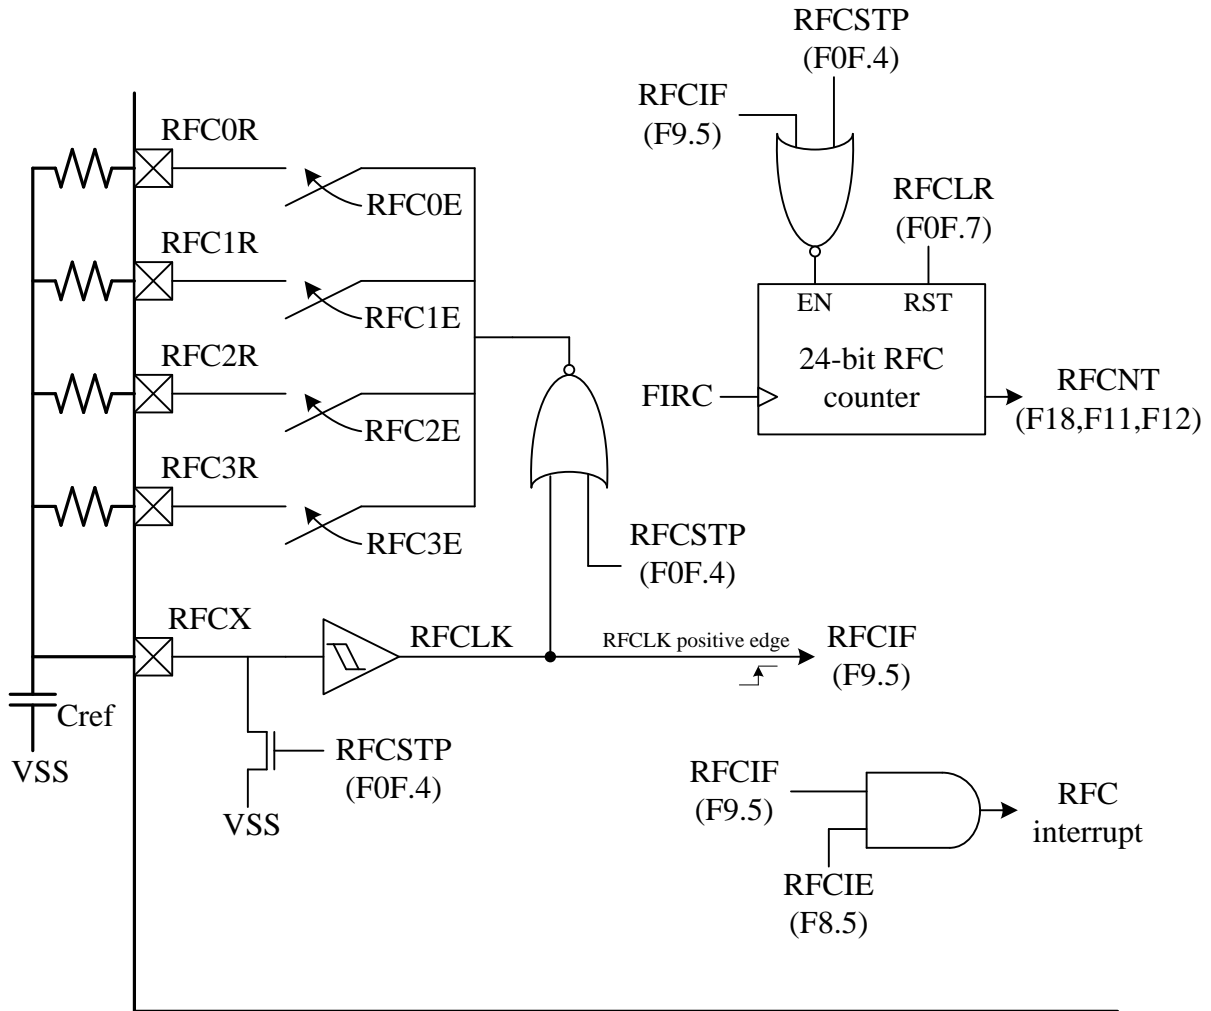 RFCSTP
(F0F.4)
RFCIF
(F9.5)
RFC0R
RFC0E
RFCLR
(F0F.7)
RFC1R
RFC1E
EN
RST
24-bit RFC
counter
FIRC
RFCNT
(F18,F11,F12)
RFC2R
RFC2E
RFC3R
RFC3E
RFCSTP
(F0F.4)
RFCX
RFCLK
RFCLK positive edge
RFCIF
(F9.5)
Cref
VSS
RFCSTP
(F0F.4)
VSS
RFCIF
(F9.5)
RFC
interrupt
RFCIE
(F8.5)